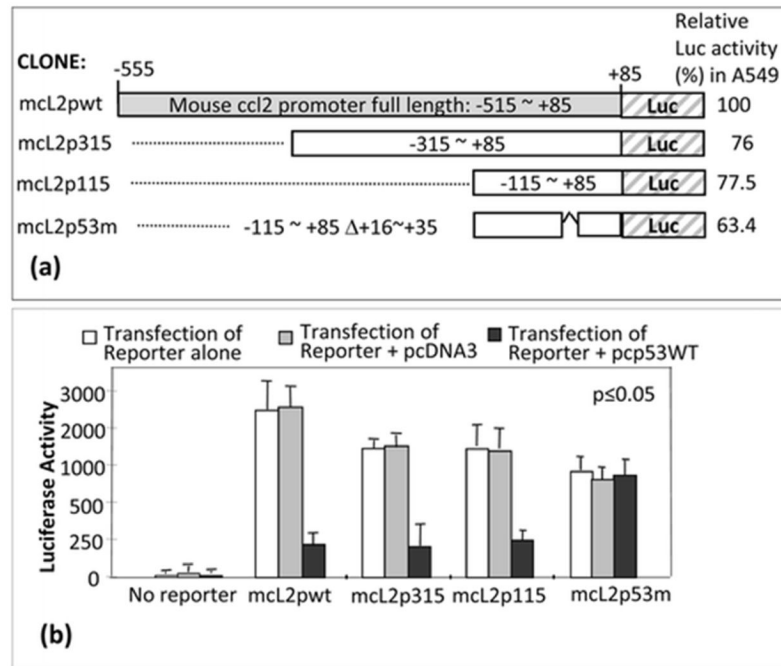 Relative
Luc activity
(%) in A549
CLONE:
-555
+85
mcL2pwt
Mouse ccl2 promoter full length: -515 ~ +85
Luc
100
mcL2p315
-315 ~ +85
Luc
76
mcL2p115
-115 ~ +85
Luc
77.5
mcL2p53m
-115 ~ +85 Δ+16~+35
Luc
63.4
(a)
Transfection of
Reporter alone
Transfection of
Reporter + pcDNA3
Transfection of
Reporter + pcp53WT
p≤0.05
Luciferase Activity
3000
2000
1000
500
250
0
No reporter
mcL2pwt
mcL2p315
mcL2p115
mcL2p53m
(b)